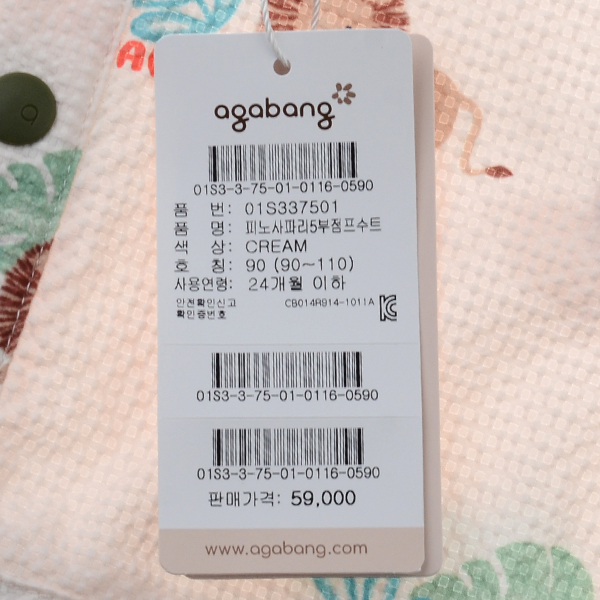 agabang
01S3-3-75-01-0116-0590
품 번: 01S337501
품 명: 피노사파리5부점프수트
색 상: CREAM
호 칭: 90 (90~110)
사용연령: 24개월 이하
안전확인신고 CB014R914-1011A
확인증번호
01S3-3-75-01-0116-0590
01S3-3-75-01-0116-0590
판매가격: 59,000
www.agabang.com